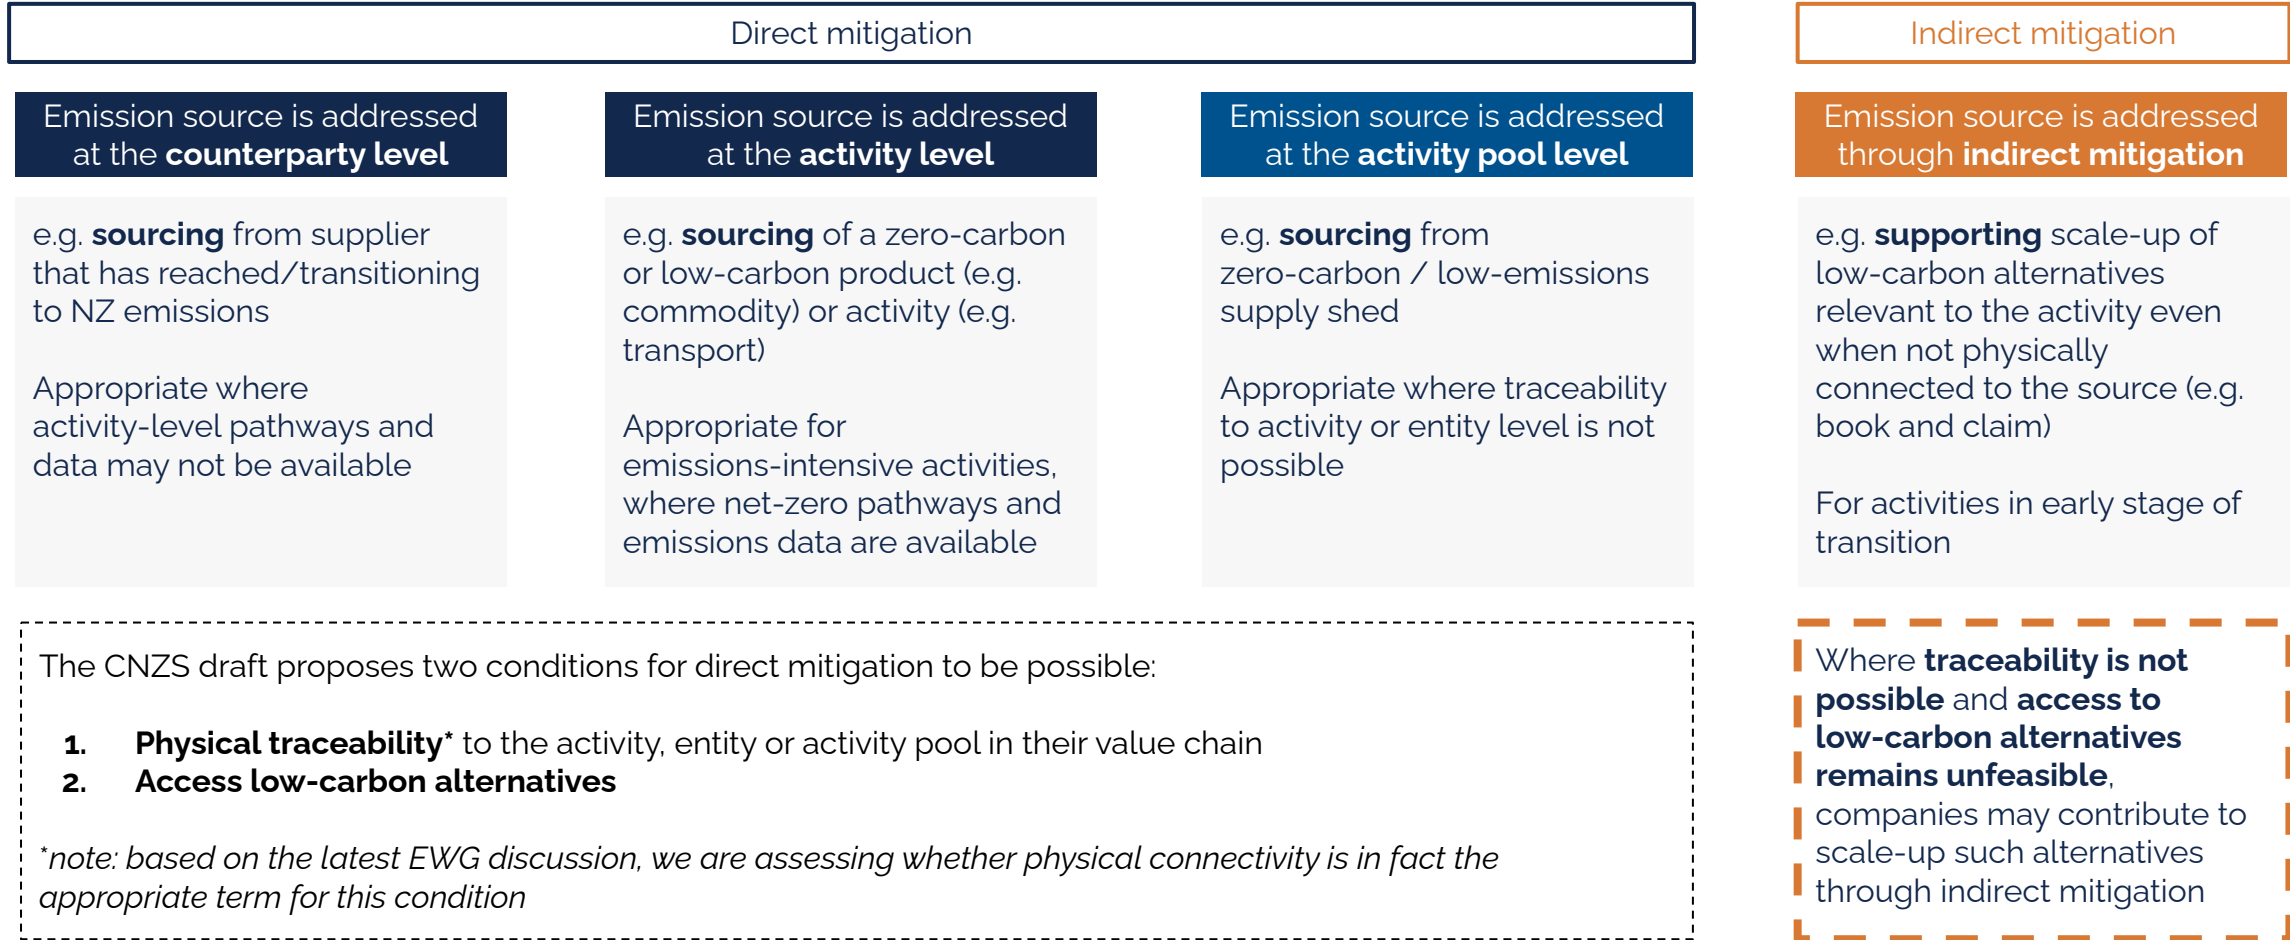 Direct mitigation
Indirect mitigation
Emission source is addressed
at the counterparty level
Emission source is addressed
at the activity level
Emission source is addressed
at the activity pool level
Emission source is addressed
through indirect mitigation
e.g. sourcing from supplier
that has reached/transitioning
to NZ emissions
Appropriate where
activity-level pathways and
data may not be available
e.g. sourcing of a zero-carbon
or low-carbon product (e.g.
commodity) or activity (e.g.
transport)
Appropriate for
emissions-intensive activities,
where net-zero pathways and
emissions data are available
e.g. sourcing from
zero-carbon / low-emissions
supply shed
Appropriate where traceability
to activity or entity level is not
possible
e.g. supporting scale-up of
low-carbon alternatives
relevant to the activity even
when not physically
connected to the source (e.g.
book and claim)
For activities in early stage of
transition
The CNZS draft proposes two conditions for direct mitigation to be possible:
1. Physical traceability* to the activity, entity or activity pool in their value chain
2. Access low-carbon alternatives
*note: based on the latest EWG discussion, we are assessing whether physical connectivity is in fact the
appropriate term for this condition
Where traceability is not
possible and access to
low-carbon alternatives
remains unfeasible,
companies may contribute to
scale-up such alternatives
through indirect mitigation